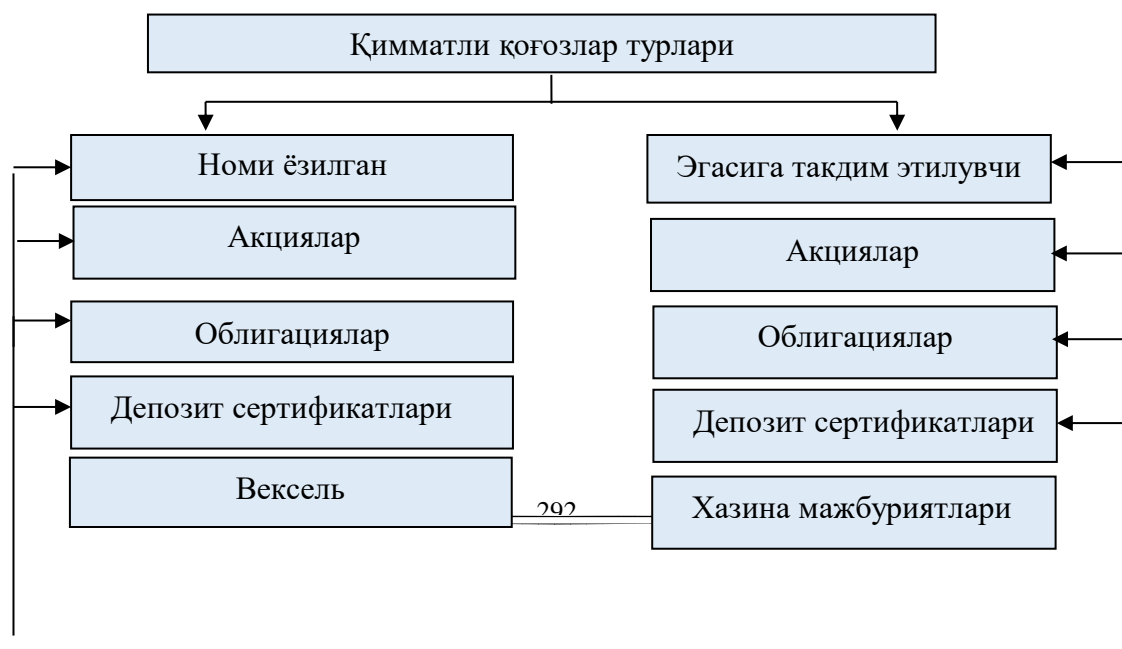 Қимматли қоғозлар турлари
Номи ёзилган
Эгасига такдим этилувчи
Акциялар
Акциялар
Облигациялар
Облигациялар
Депозит сертификатлари
Депозит сертификатлари
Вексель
292
Хазина мажбуриятлари